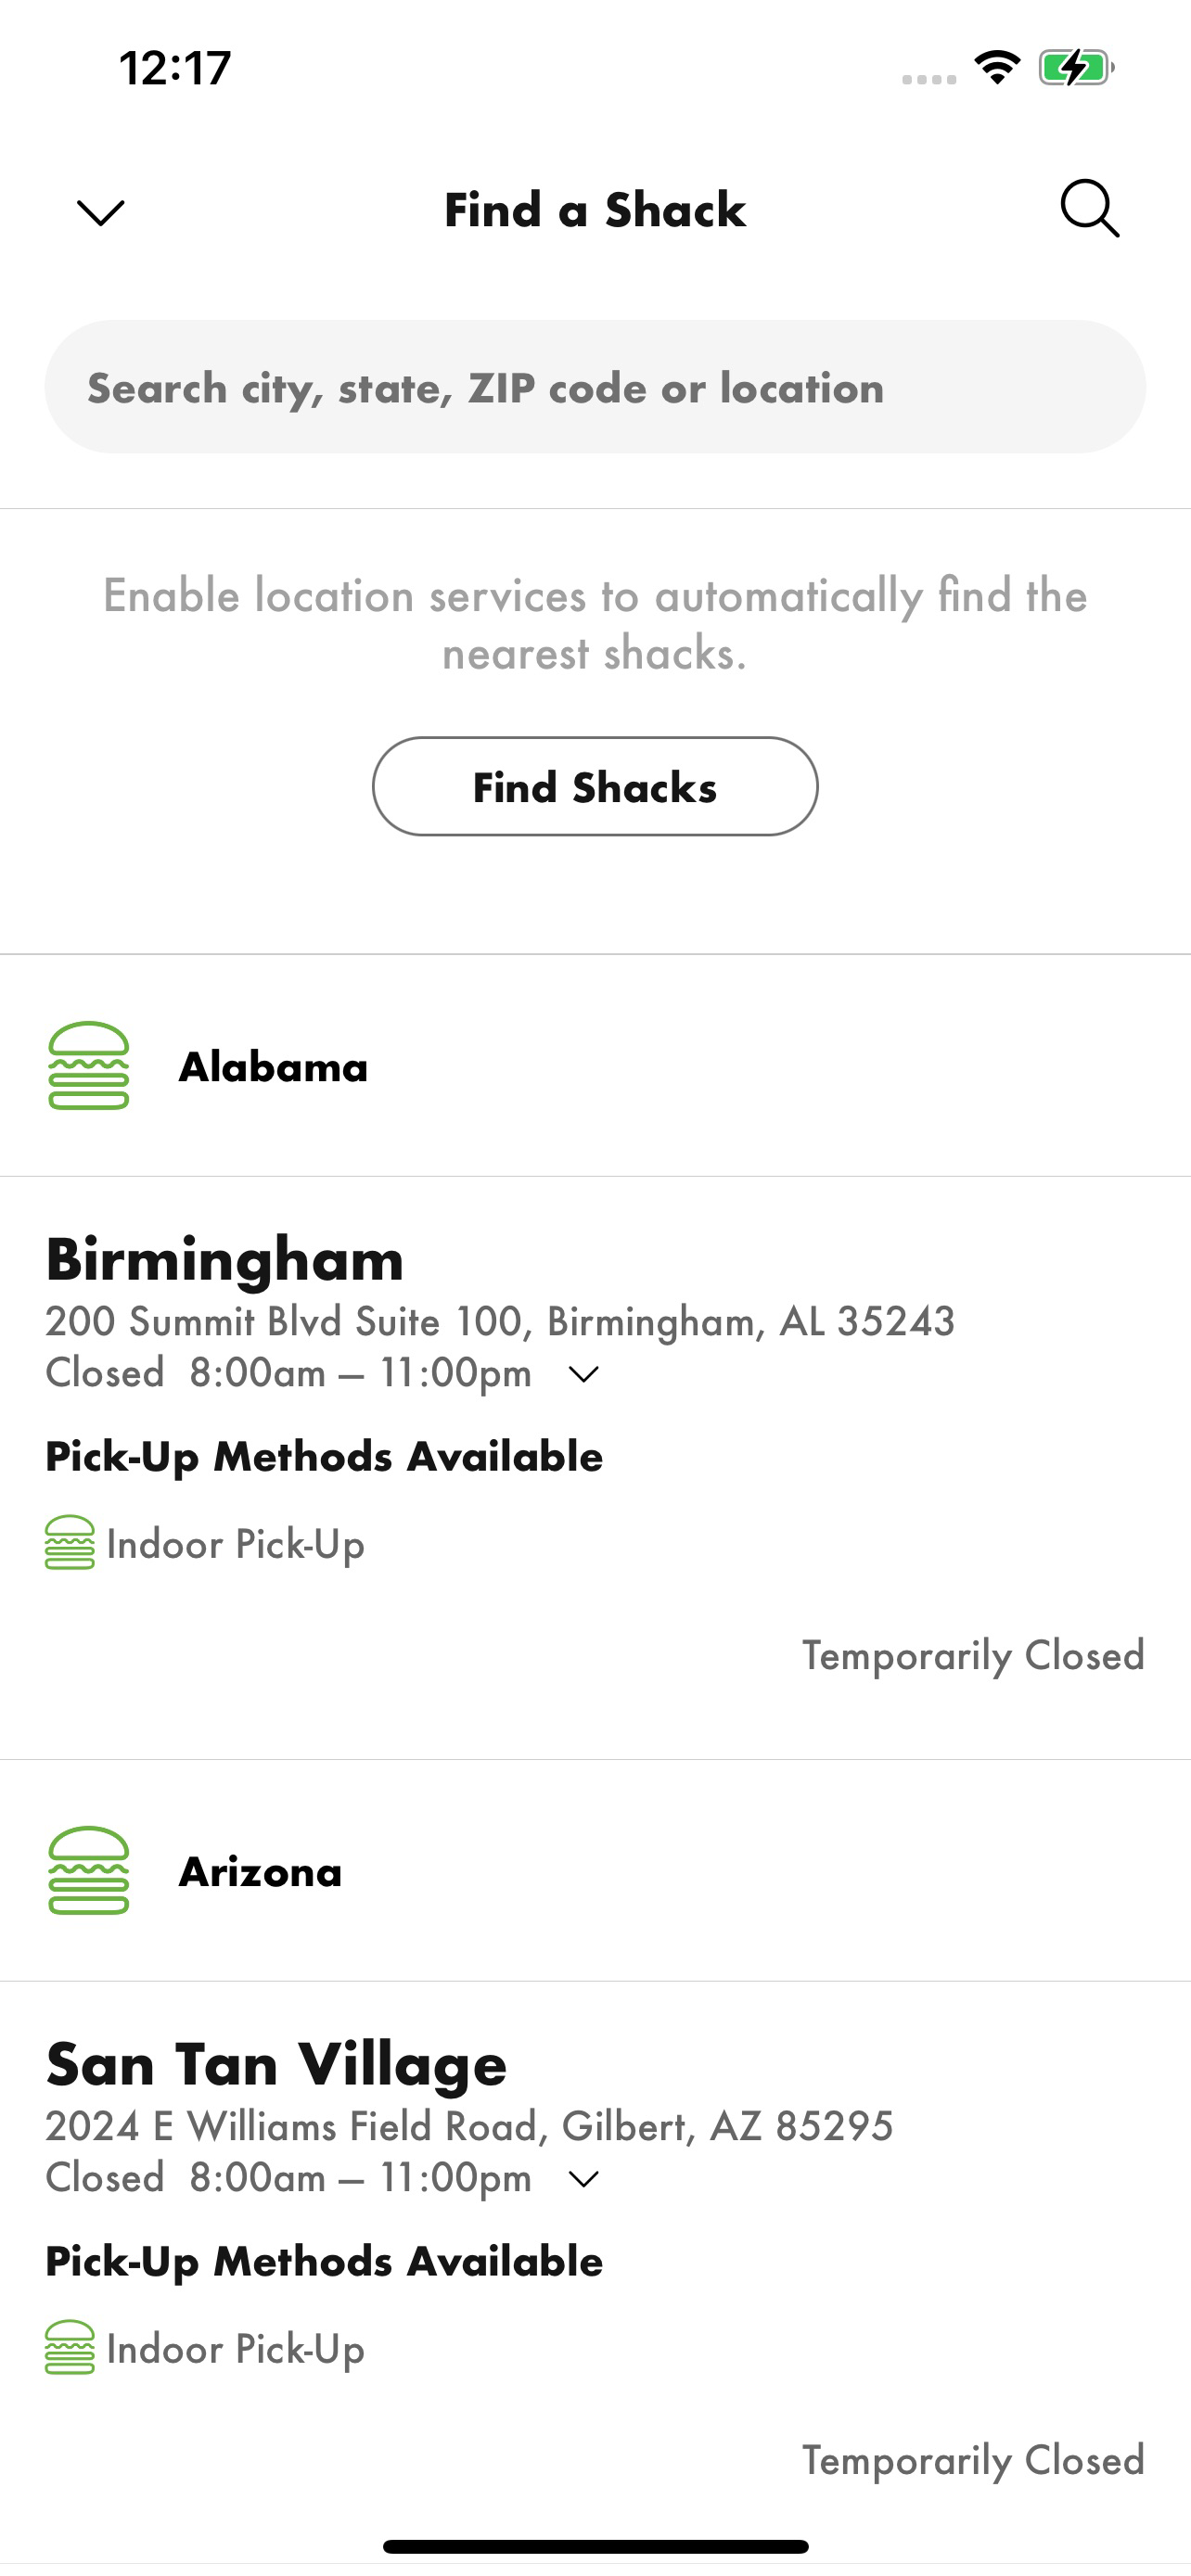 12:17
Find a Shack
Search city, state, ZIP code or location
Enable location services to automatically find the
nearest shacks.
Find Shacks
Alabama
Birmingham
200 Summit Blvd Suite 100, Birmingham, AL 35243
Closed 8:00am – 11:00pm
Pick-Up Methods Available
Indoor Pick-Up
Temporarily Closed
Arizona
San Tan Village
2024 E Williams Field Road, Gilbert, AZ 85295
Closed 8:00am – 11:00pm
Pick-Up Methods Available
Indoor Pick-Up
Temporarily Closed